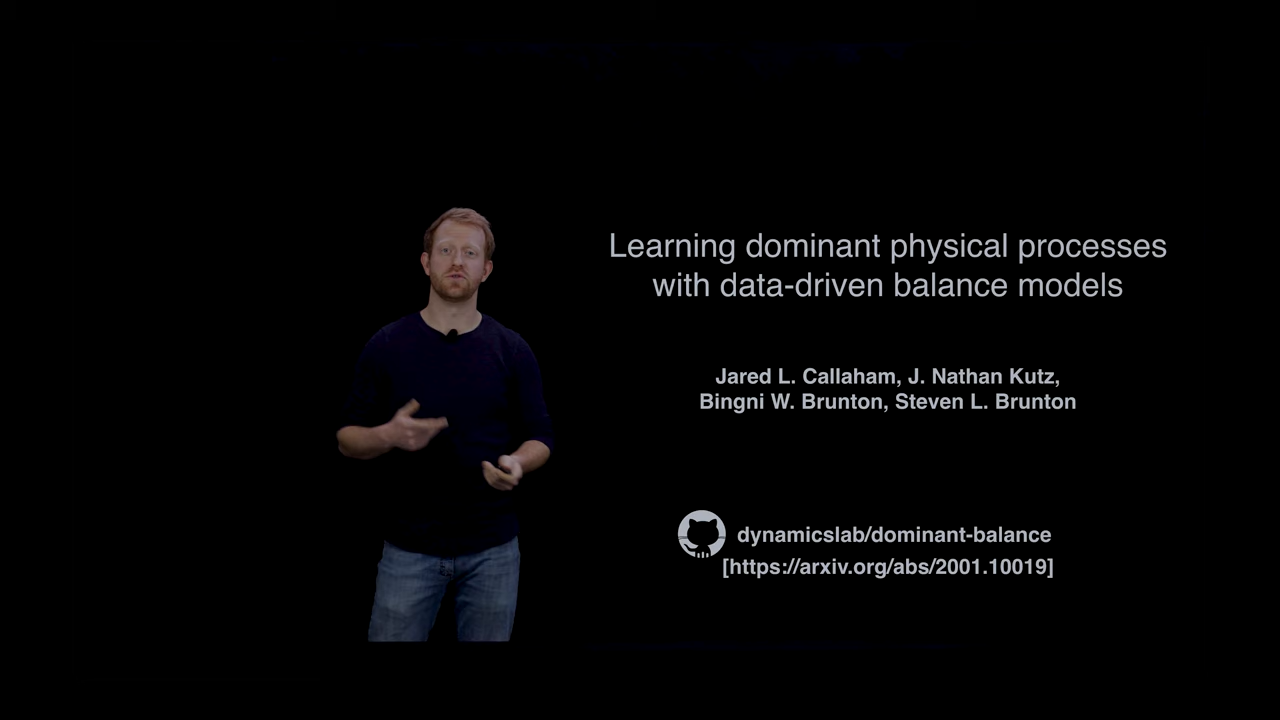 Learning dominant physical processes
with data-driven balance models
Jared L. Callaham, J. Nathan Kutz,
Bingni W. Brunton, Steven L. Brunton
dynamicslab/dominant-balance
[https://arxiv.org/abs/2001.10019]